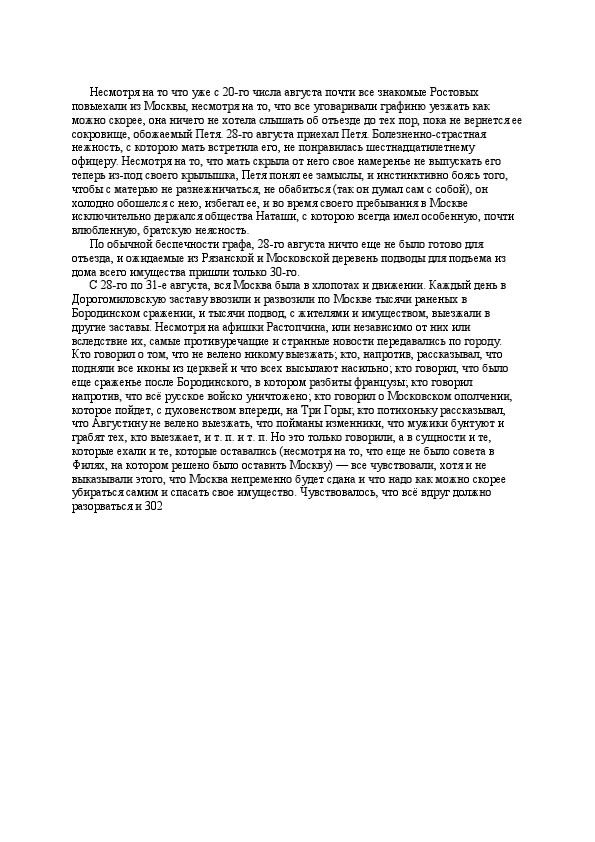 Несмотря на то что уже с 20-го числа августа почти все знакомые Ростовых
повыехали из Москвы, несмотря на то, что все уговаривали графиню уезжать как
можно скорее, она ничего не хотела слышать об отъезде до тех пор, пока не вернется ее
сокровище, обожаемый Петя. 28-го августа приехал Петя. Болезненно-страстная
нежность, с которою мать встретила его, не понравилась шестнадцатилетнему
офицеру. Несмотря на то, что мать скрыла от него свое намеренье не выпускать его
теперь из-под своего крылышка, Петя понял ее замыслы, и инстинктивно боясь того,
чтобы с матерью не разнежничаться, не обабиться (так он думал сам с собой), он
холодно обошелся с нею, избегал ее, и во время своего пребывания в Москве
исключительно держался общества Наташи, с которою всегда имел особенную, почти
влюбленную, братскую неясность.
По обычной беспечности графа, 28-го августа ничто еще не было готово для
отъезда, и ожидаемые из Рязанской и Московской деревень подводы для подъема из
дома всего имущества пришли только 30-го.
С 28-го по 31-е августа, вся Москва была в хлопотах и движении. Каждый день в
Дорогомиловскую заставу ввозили и развозили по Москве тысячи раненых в
Бородинском сражении, и тысячи подвод, с жителями и имуществом, выезжали в
другие заставы. Несмотря на афишки Растопчина, или независимо от них или
вследствие их, самые противуречащие и странные новости передавались по городу.
Кто говорил о том, что не велено никому выезжать; кто, напротив, рассказывал, что
подняли все иконы из церквей и что всех высылают насильно; кто говорил, что было
еще сраженье после Бородинского, в котором разбиты французы; кто говорил
напротив, что всё русское войско уничтожено; кто говорил о Московском ополчении,
которое пойдет, с духовенством впереди, на Три Горы; кто потихоньку рассказывал,
что Августину не велено выезжать, что пойманы изменники, что мужики бунтуют и
грабят тех, кто выезжает, и т. п. и т. п. Но это только говорили, а в сущности и те,
которые ехали и те, которые оставались (несмотря на то, что еще не было совета в
Филях, на котором решено было оставить Москву) — все чувствовали, хотя и не
выказывали этого, что Москва непременно будет сдана и что надо как можно скорее
убираться самим и спасать свое имущество. Чувствовалось, что всё вдруг должно
разорваться и 302